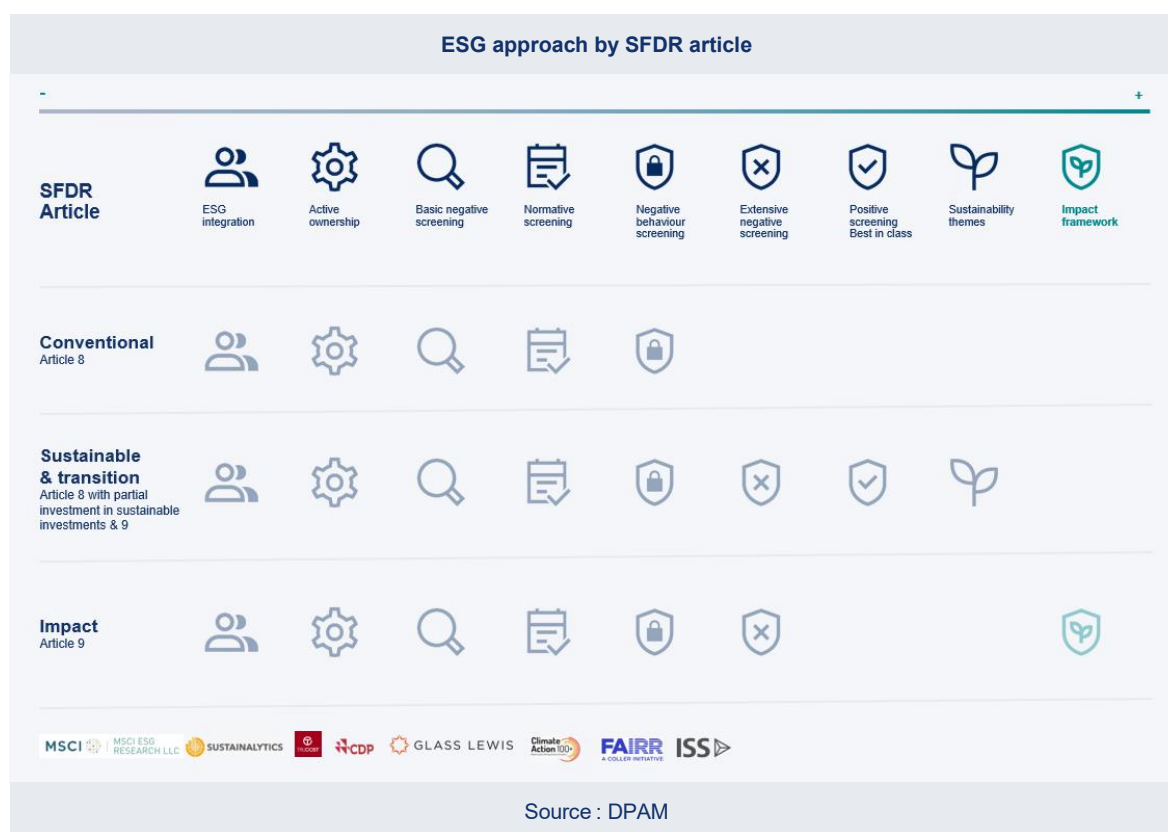 ESG approach by SFDR article
-
+
SFDR
Article
ESG
integration
Active
ownership
Basic negative
screening
Normative
screening
Negative
behaviour
screening
Extensive
negative
screening
Positive
screening
Best in class
Sustainability
themes
Impact
framework
Conventional
Article 8
Sustainable
& transition
Article 8 with partial
investment in sustainable
investments & 9
Impact
Article 9
MSCI
MSCI ESG
RESEARCH LLC
SUSTAINALYTICS
TRUCOST
CDP
GLASS LEWIS
Climate
Action 100+
FAIRR
A COLLER INITIATIVE
ISS
Source : DPAM